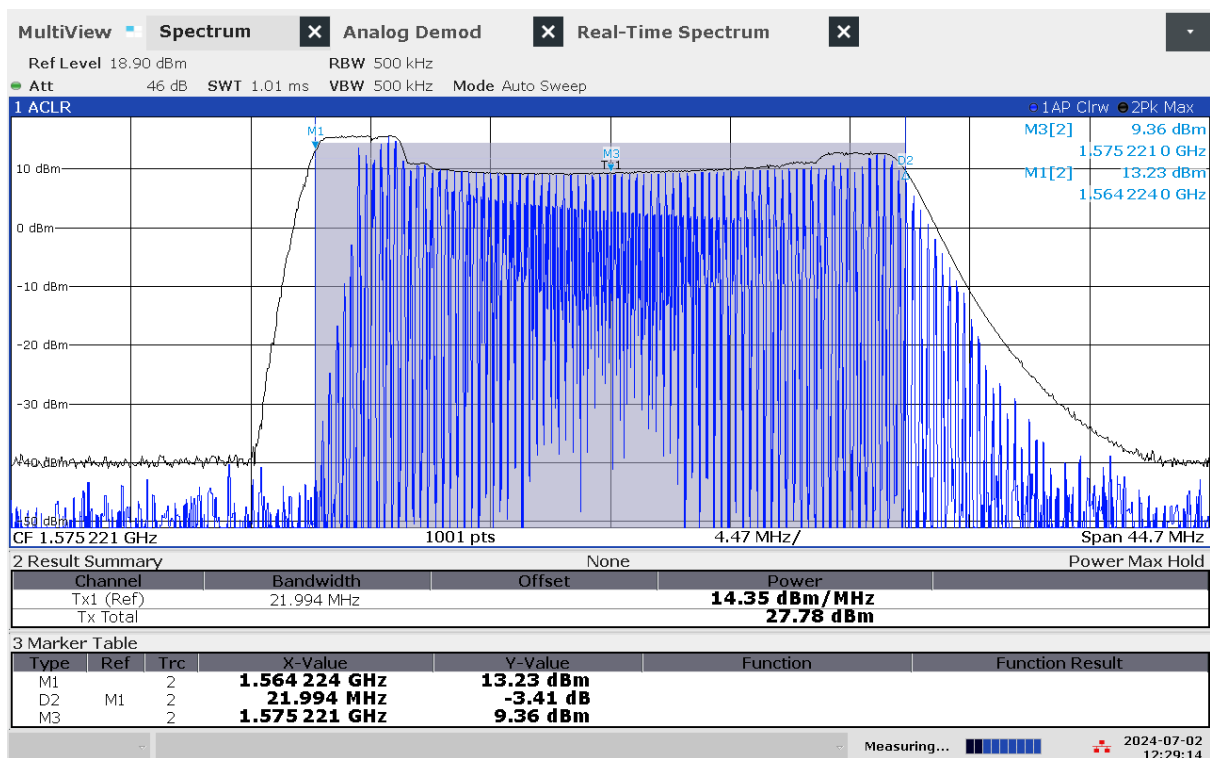 MultiView Spectrum Analog Demod Real-Time Spectrum
Ref Level 18.90 dBm RBW 500 kHz
Att 46 dB SWT 1.01 ms VBW 500 kHz Mode Auto Sweep
1 ACLR 1AP Clrw 2Pk Max
M1 M3[2] 9.36 dBm
1.575 221 0 GHz
M3 D2
10 dBm M1[2] 13.23 dBm
1.564 224 0 GHz
0 dBm
-10 dBm
-20 dBm
-30 dBm
-40 dBm
-50 dBm
CF 1.575 221 GHz 1001 pts 4.47 MHz/ Span 44.7 MHz
2 Result Summary None Power Max Hold
Channel Bandwidth Offset Power
Tx1 (Ref) 21.994 MHz 14.35 dBm/MHz
Tx Total 27.78 dBm
3 Marker Table
Type Ref Trc X-Value Y-Value Function Function Result
M1 2 1.564 224 GHz 13.23 dBm
D2 M1 2 21.994 MHz -3.41 dB
M3 2 1.575 221 GHz 9.36 dBm
Measuring... 2024-07-02
12:29:14